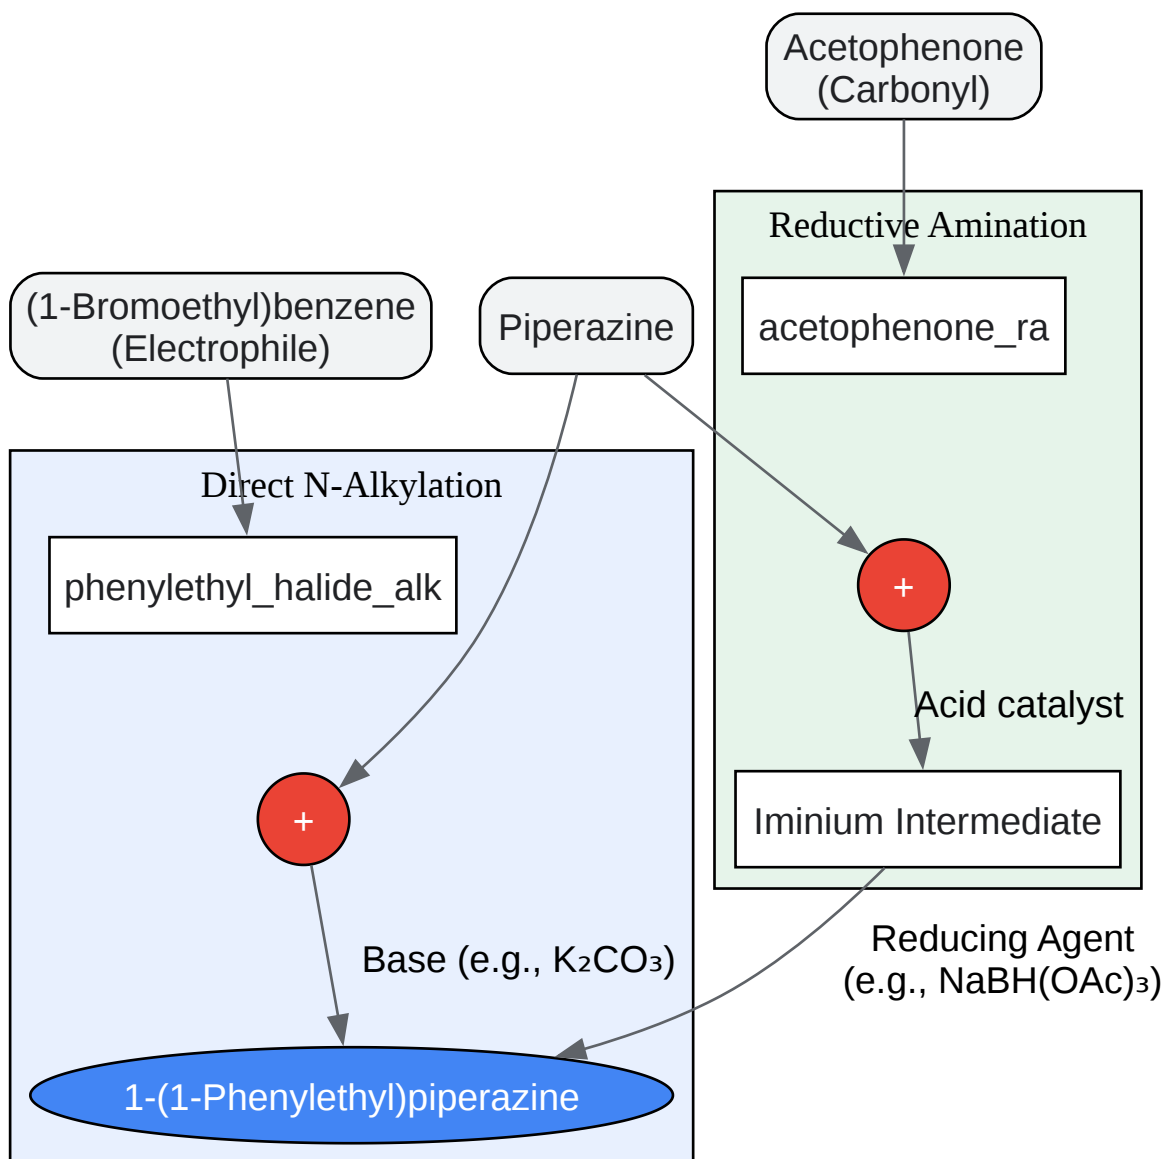 Acetophenone
(Carbonyl)
Reductive Amination
(1-Bromoethyl)benzene
(Electrophile)
Piperazine
acetophenone_ra
Direct N-Alkylation
phenylethyl_halide_alk
+
Acid catalyst
+
Iminium Intermediate
Base (e.g., K₂CO₃)
Reducing Agent
(e.g., NaBH(OAc)₃)
1-(1-Phenylethyl)piperazine